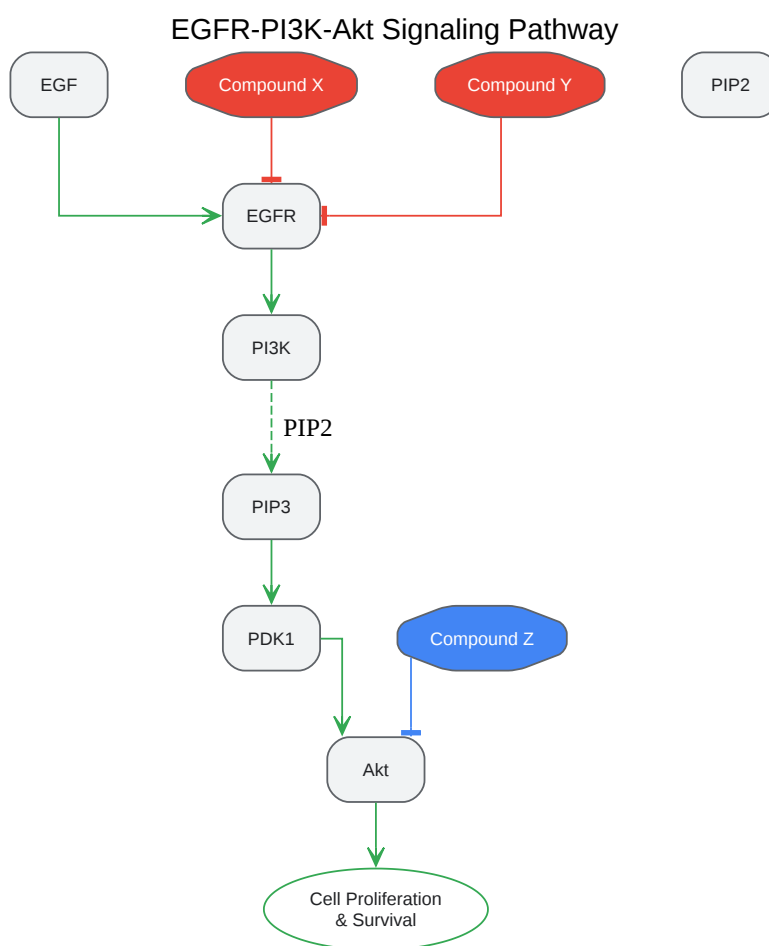 EGFR-PI3K-Akt Signaling Pathway
EGF
Compound X
Compound Y
PIP2
EGFR
PI3K
PIP2
PIP3
PDK1
Compound Z
Akt
Cell Proliferation
& Survival